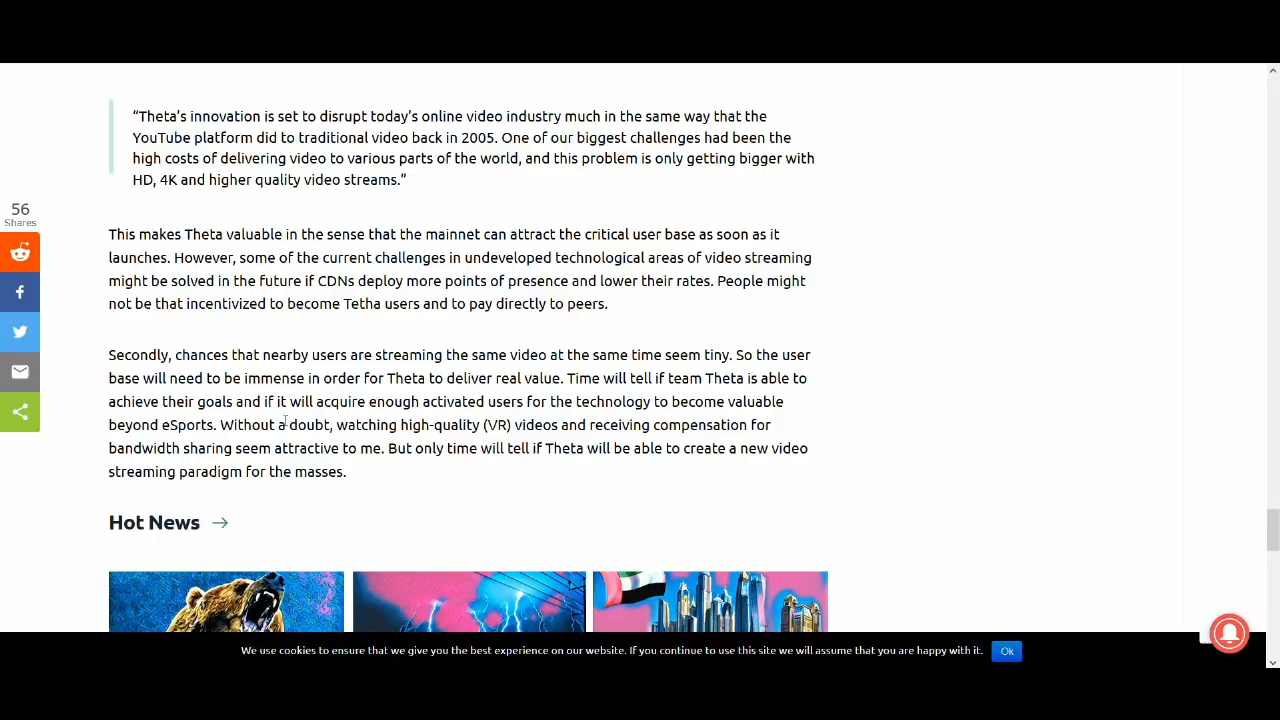 “Theta’s innovation is set to disrupt today’s online video industry much in the same way that the
YouTube platform did to traditional video back in 2005. One of our biggest challenges had been the
high costs of delivering video to various parts of the world, and this problem is only getting bigger with
HD, 4K and higher quality video streams.”
56
Shares
This makes Theta valuable in the sense that the mainnet can attract the critical user base as soon as it
launches. However, some of the current challenges in undeveloped technological areas of video streaming
might be solved in the future if CDNs deploy more points of presence and lower their rates. People might
not be that incentivized to become Tetha users and to pay directly to peers.
Secondly, chances that nearby users are streaming the same video at the same time seem tiny. So the user
base will need to be immense in order for Theta to deliver real value. Time will tell if team Theta is able to
achieve their goals and if it will acquire enough activated users for the technology to become valuable
beyond eSports. Without a doubt, watching high-quality (VR) videos and receiving compensation for
bandwidth sharing seem attractive to me. But only time will tell if Theta will be able to create a new video
streaming paradigm for the masses.
Hot News
We use cookies to ensure that we give you the best experience on our website. If you continue to use this site we will assume that you are happy with it.
Ok